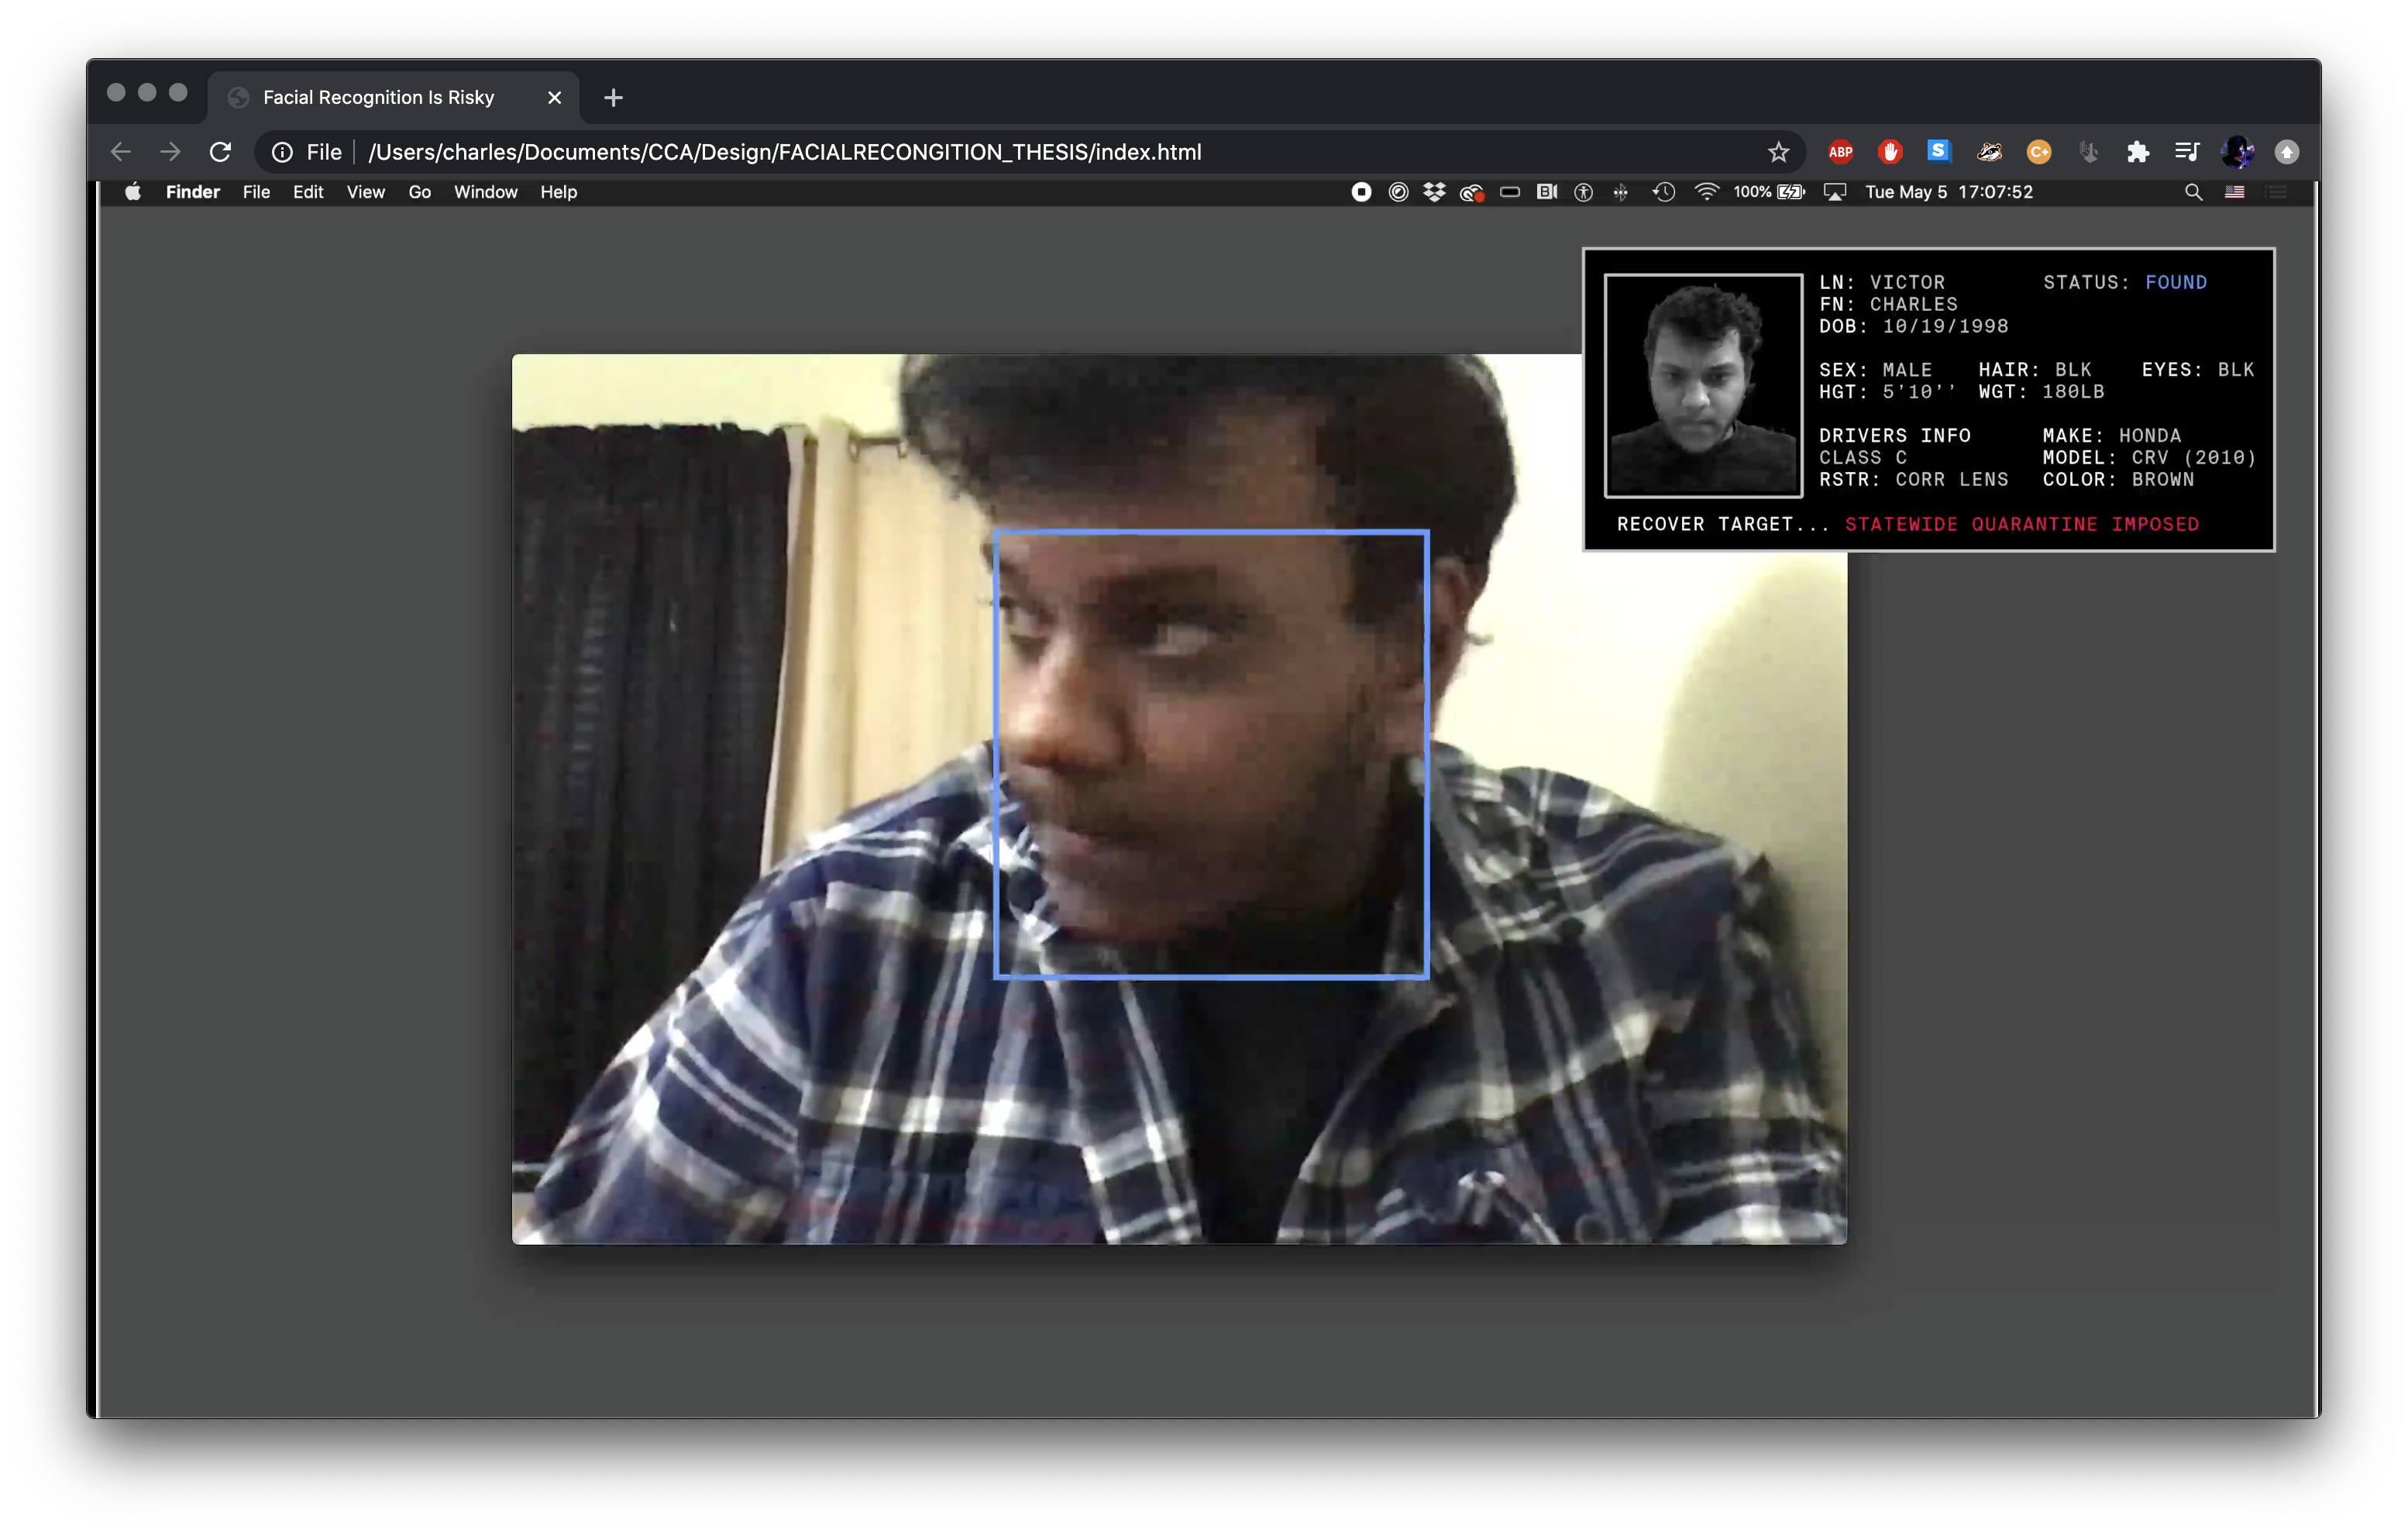 Facial Recognition Is Risky
File /Users/charles/Documents/CCA/Design/FACIALRECONGITION_THESIS/index.html
ABP S C+
Finder File Edit View Go Window Help 100% Tue May 5 17:07:52
LN: VICTOR STATUS: FOUND
FN: CHARLES
DOB: 10/19/1998
SEX: MALE HAIR: BLK EYES: BLK
HGT: 5'10'' WGT: 180LB
DRIVERS INFO MAKE: HONDA
CLASS C MODEL: CRV (2010)
RSTR: CORR LENS COLOR: BROWN
RECOVER TARGET... STATEWIDE QUARANTINE IMPOSED